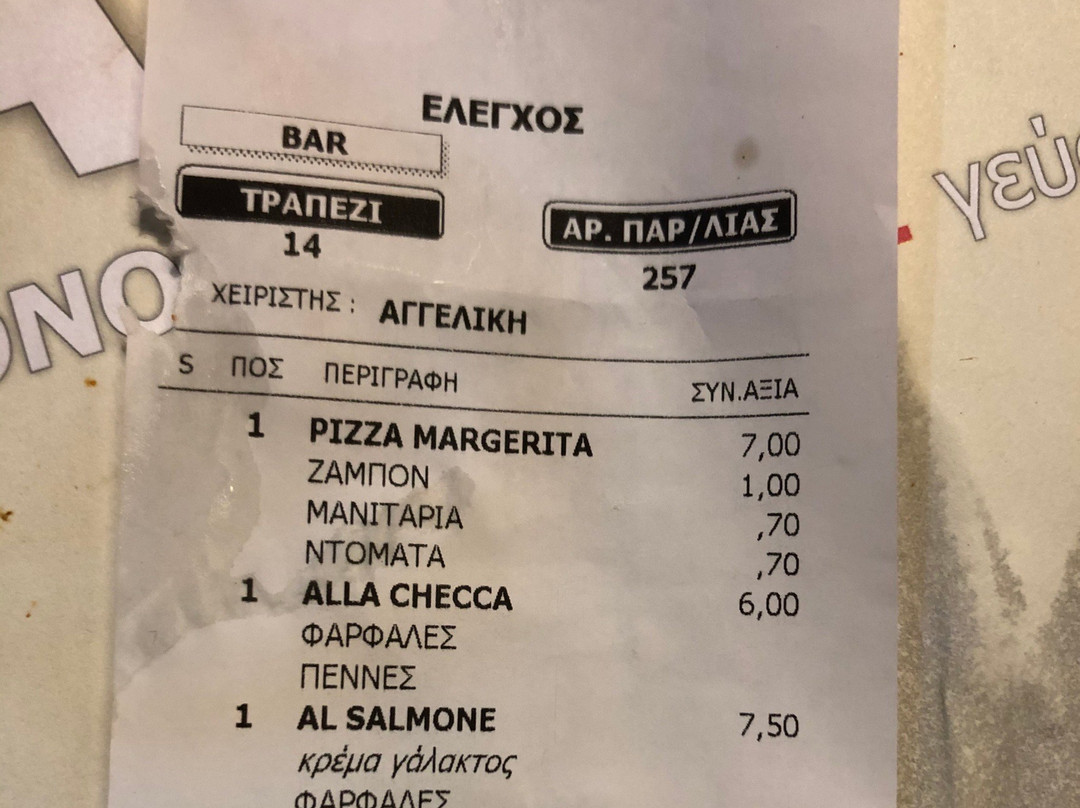 ΕΛΕΓΧΟΣ
BAR
ΤΡΑΠΕΖΙ
14
ΑΡ. ΠΑΡ/ΛΙΑΣ
257
ΧΕΙΡΙΣΤΗΣ : ΑΓΓΕΛΙΚΗ
S ΠΟΣ ΠΕΡΙΓΡΑΦΗ ΣΥΝ.ΑΞΙΑ
1 PIZZA MARGERITA 7,00
ΖΑΜΠΟΝ 1,00
ΜΑΝΙΤΑΡΙΑ ,70
ΝΤΟΜΑΤΑ ,70
1 ALLA CHECCA 6,00
ΦΑΡΦΑΛΕΣ
ΠΕΝΝΕΣ
1 AL SALMONE 7,50
κρέμα γάλακτος
ΦΑΡΦΑΛΕΣ